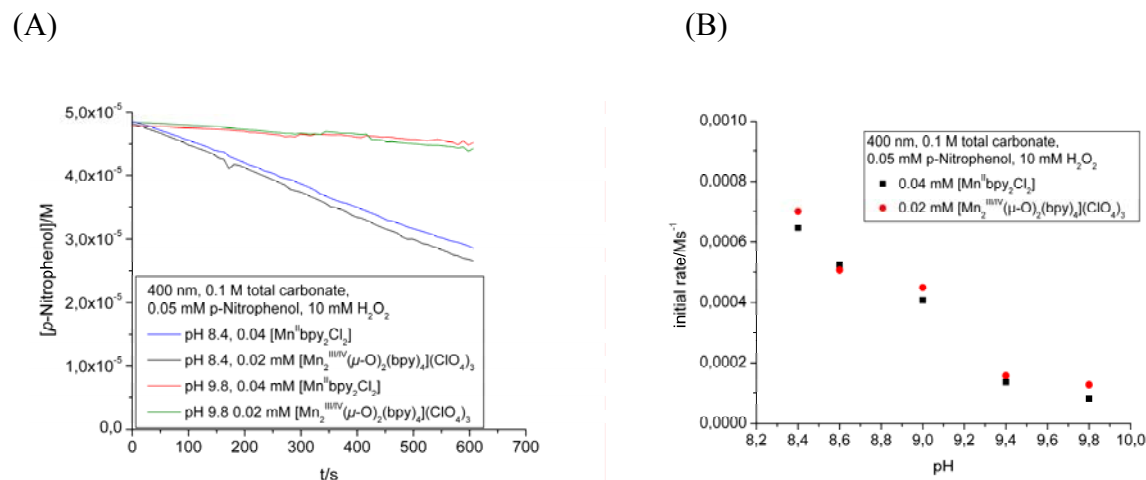 (A)
(B)
[p-Nitrophenol]/M
5,0x10⁻⁵
4,0x10⁻⁵
3,0x10⁻⁵
2,0x10⁻⁵
1,0x10⁻⁵
0,0
400 nm, 0.1 M total carbonate,
0.05 mM p-Nitrophenol, 10 mM H₂O₂
pH 8.4, 0.04 [Mnᴵᴵbpy₂Cl₂]
pH 8.4, 0.02 mM [Mn₂ᴵᴵᴵ/ᴵⱽ(μ-O)₂(bpy)₄](ClO₄)₃
pH 9.8, 0.04 mM [Mnᴵᴵbpy₂Cl₂]
pH 9.8 0.02 mM [Mn₂ᴵᴵᴵ/ᴵⱽ(μ-O)₂(bpy)₄](ClO₄)₃
0 100 200 300 400 500 600 700
t/s
initial rate/Ms⁻¹
0,0010
0,0008
0,0006
0,0004
0,0002
0,0000
400 nm, 0.1 M total carbonate,
0.05 mM p-Nitrophenol, 10 mM H₂O₂
0.04 mM [Mnᴵᴵbpy₂Cl₂]
0.02 mM [Mn₂ᴵᴵᴵ/ᴵⱽ(μ-O)₂(bpy)₄](ClO₄)₃
8,2 8,4 8,6 8,8 9,0 9,2 9,4 9,6 9,8 10,0
pH